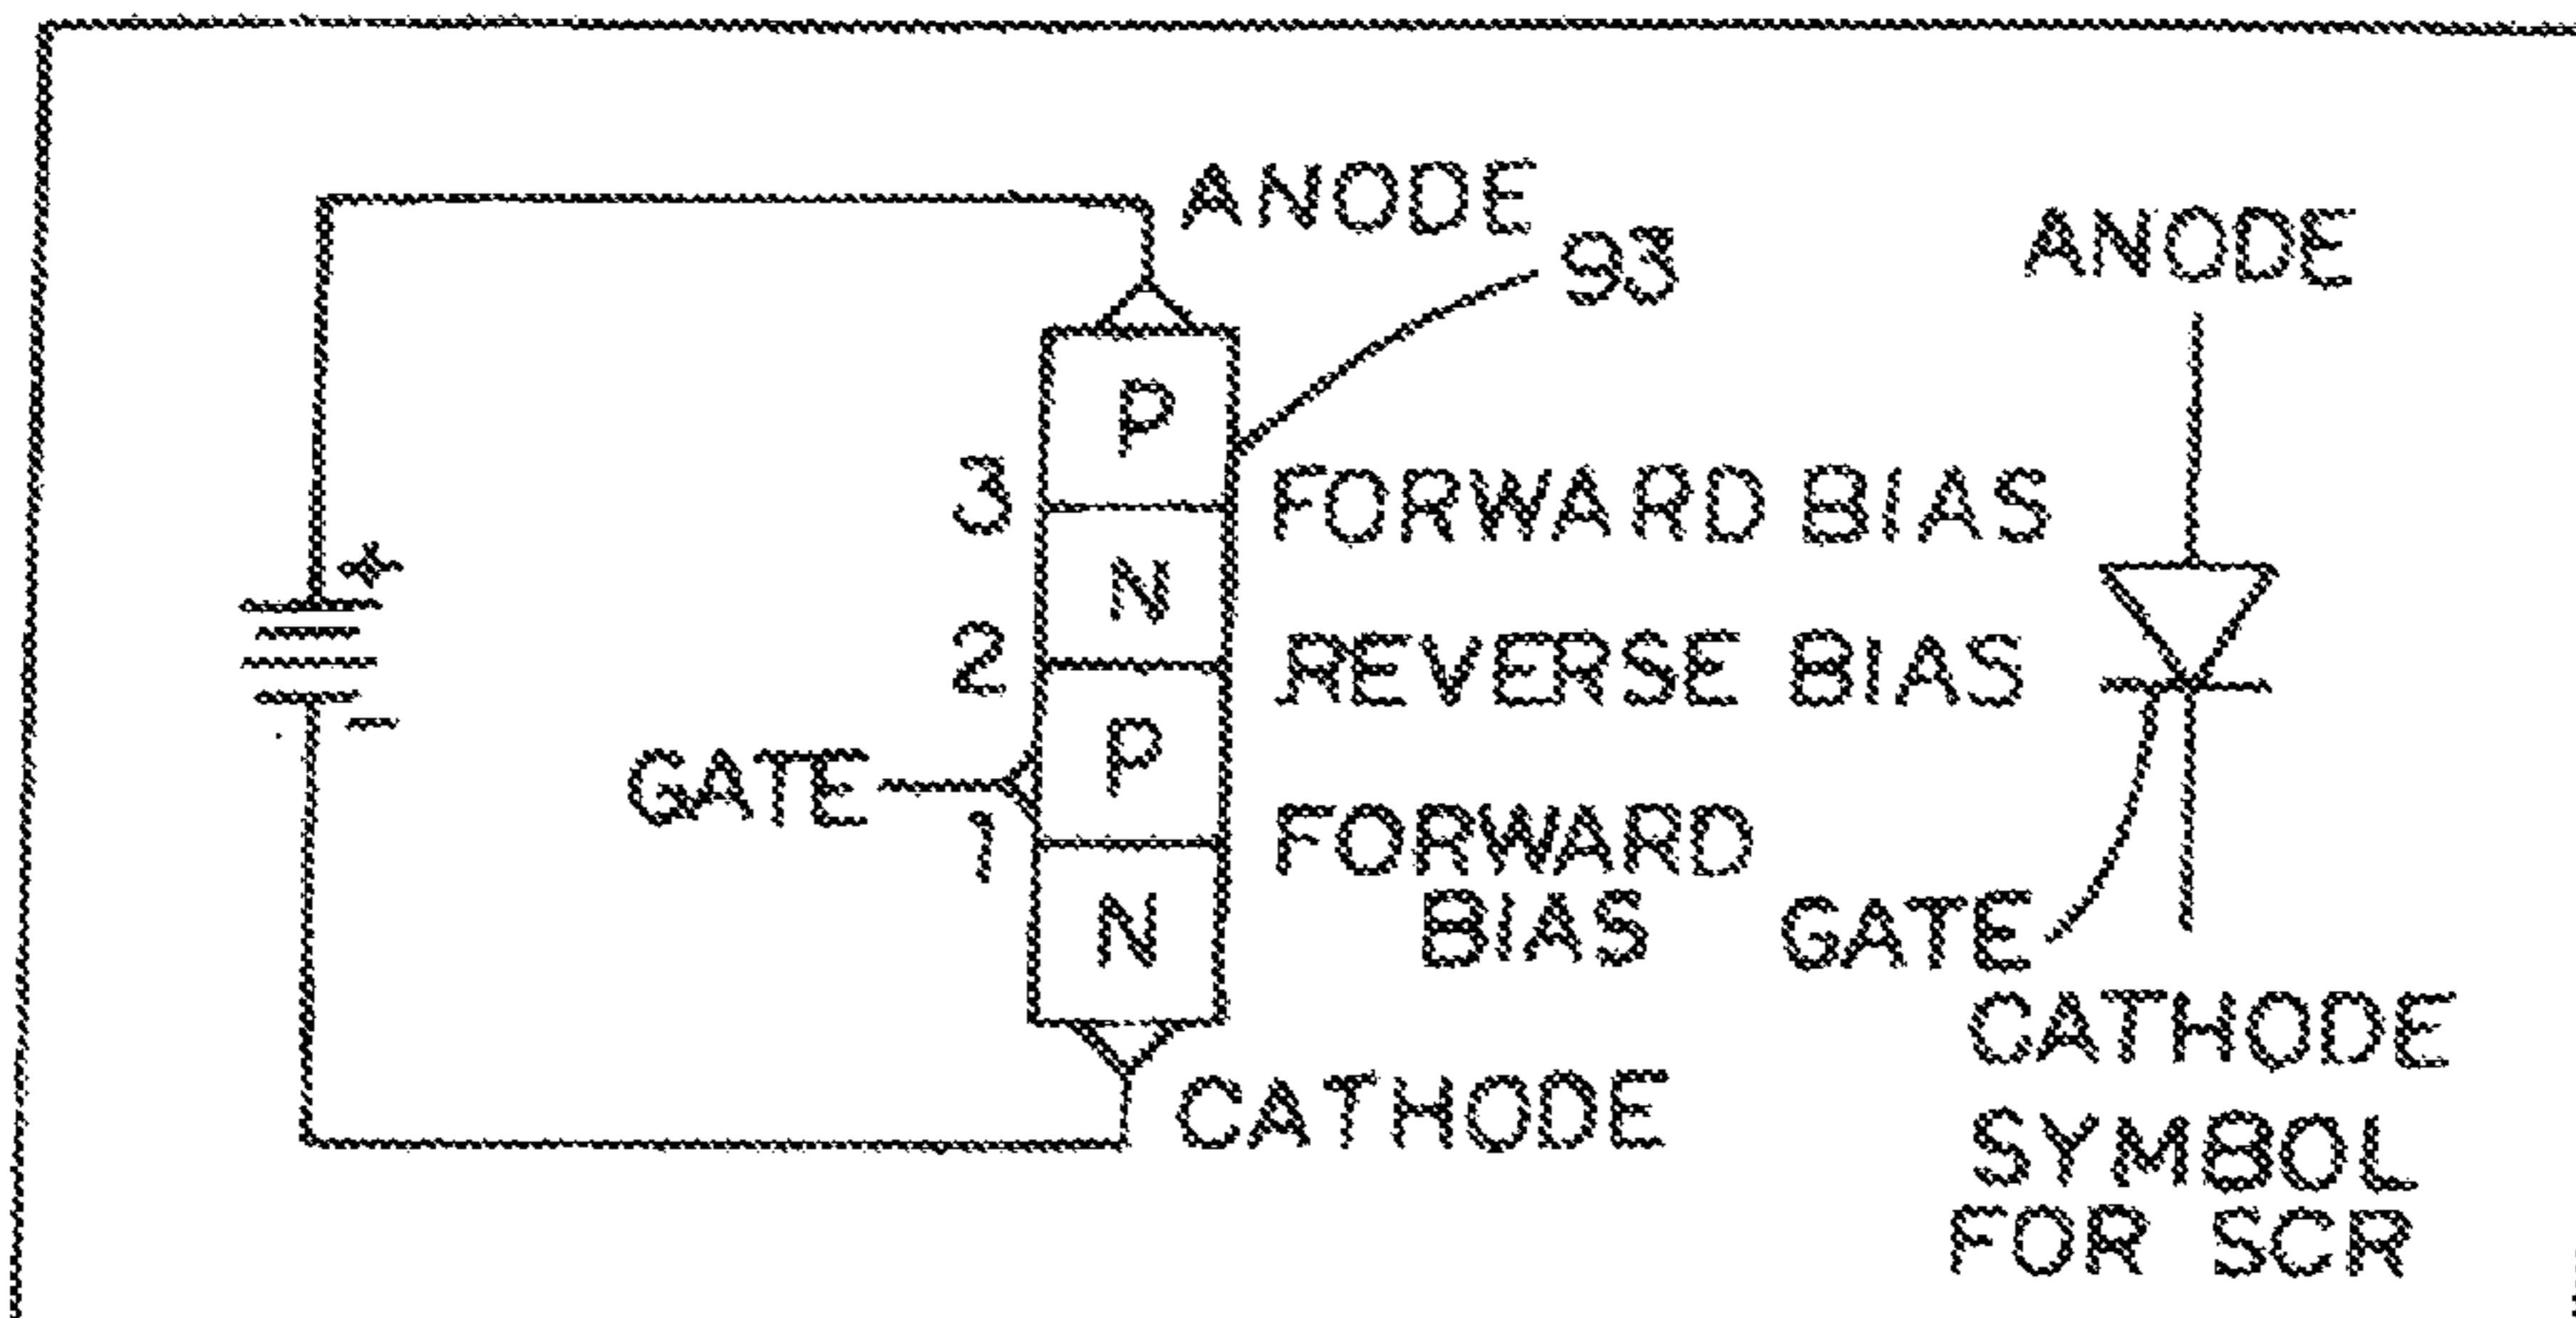 ANODE
93
ANODE
P
3
FORWARD BIAS
+
N
2
REVERSE BIAS
-
GATE
P
1
FORWARD
BIAS
N
GATE
CATHODE
CATHODE
SYMBOL
FOR SCR